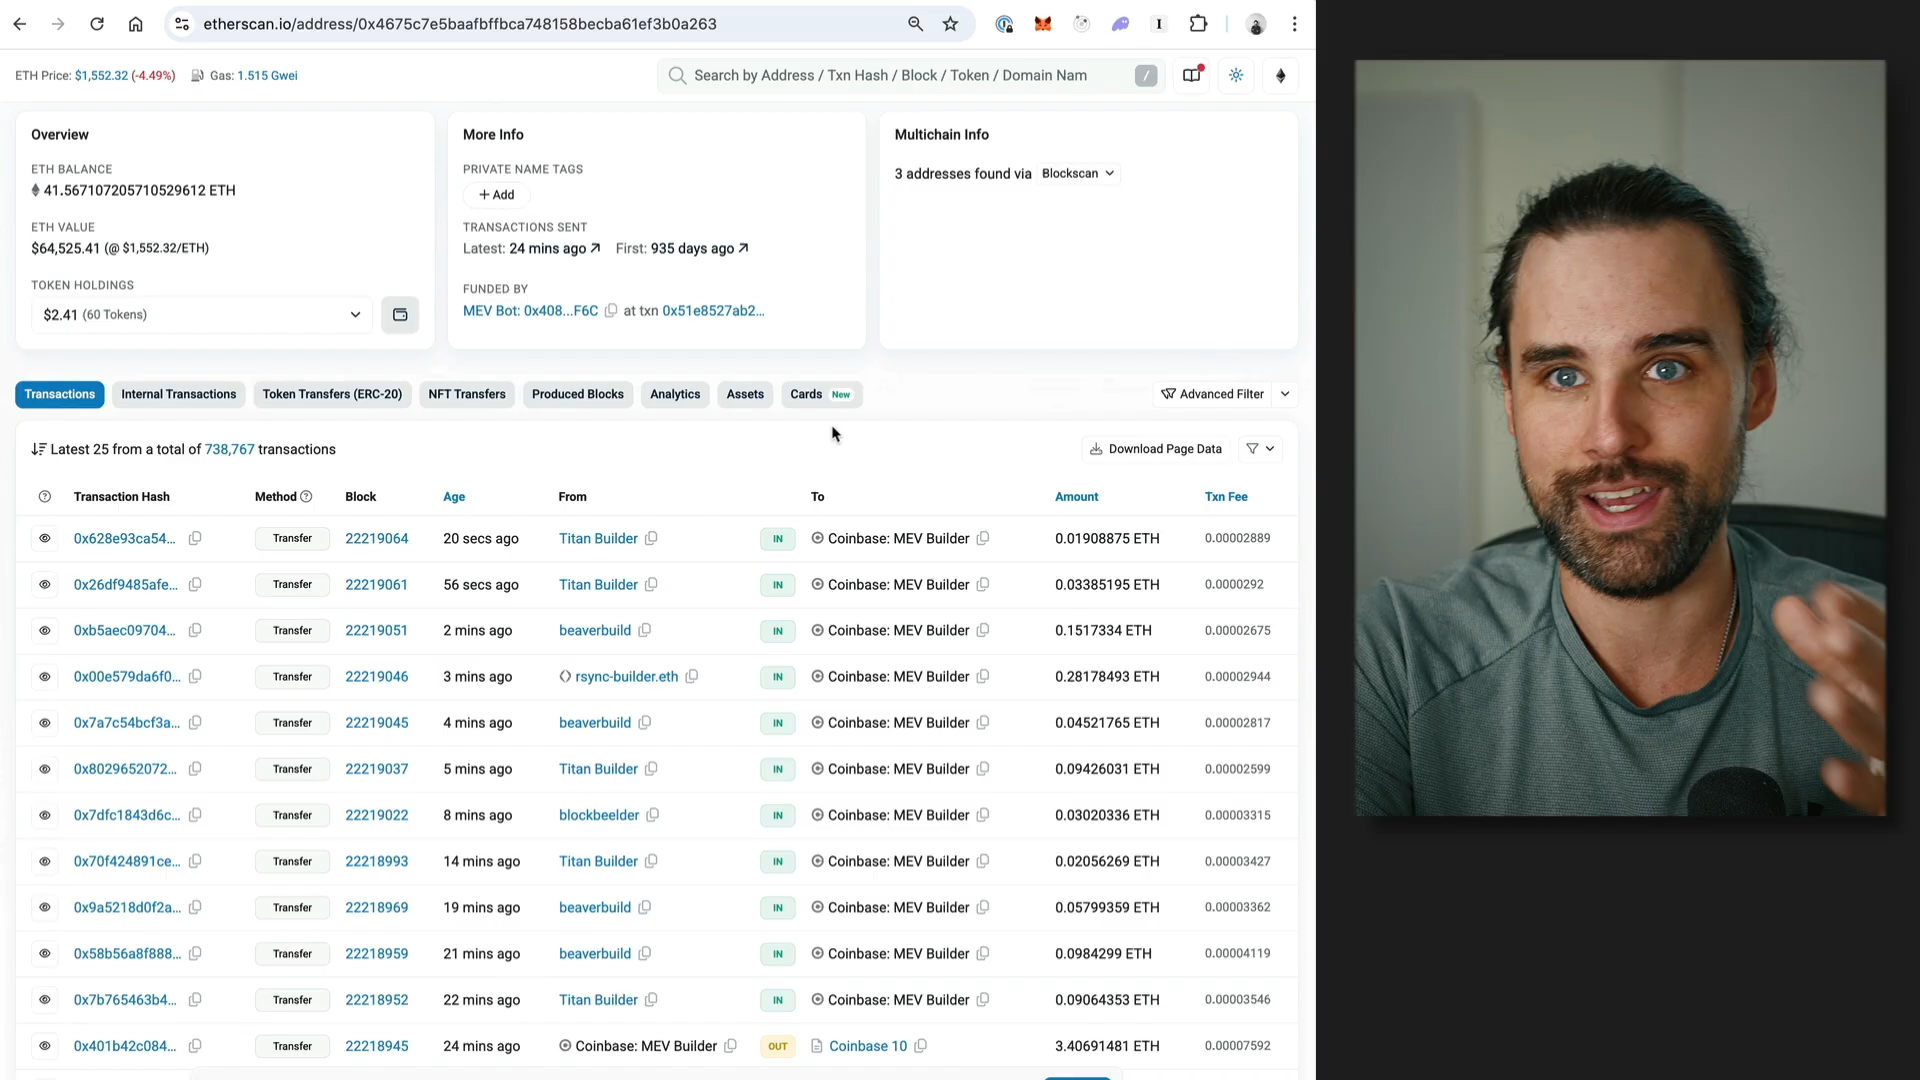 etherscan.io/address/0x4675c7e5baafbffbca748158becba61ef3b0a263
ETH Price: $1,552.32 (-4.49%) Gas: 1.515 Gwei
Search by Address / Txn Hash / Block / Token / Domain Nam /
Overview
ETH BALANCE
41.567107205710529612 ETH
ETH VALUE
$64,525.41 (@ $1,552.32/ETH)
TOKEN HOLDINGS
$2.41 (60 Tokens)
More Info
PRIVATE NAME TAGS
+ Add
TRANSACTIONS SENT
Latest: 24 mins ago ↗ First: 935 days ago ↗
FUNDED BY
MEV Bot: 0x408...F6C at txn 0x51e8527ab2...
Multichain Info
3 addresses found via Blockscan
Transactions Internal Transactions Token Transfers (ERC-20) NFT Transfers Produced Blocks Analytics Assets Cards New Advanced Filter
Latest 25 from a total of 738,767 transactions Download Page Data
Transaction Hash Method Block Age From To Amount Txn Fee
0x628e93ca54... Transfer 22219064 20 secs ago Titan Builder IN Coinbase: MEV Builder 0.01908875 ETH 0.00002889
0x26df9485afe... Transfer 22219061 56 secs ago Titan Builder IN Coinbase: MEV Builder 0.03385195 ETH 0.0000292
0xb5aec09704... Transfer 22219051 2 mins ago beaverbuild IN Coinbase: MEV Builder 0.1517334 ETH 0.00002675
0x00e579da6f0... Transfer 22219046 3 mins ago rsync-builder.eth IN Coinbase: MEV Builder 0.28178493 ETH 0.00002944
0x7a7c54bcf3a... Transfer 22219045 4 mins ago beaverbuild IN Coinbase: MEV Builder 0.04521765 ETH 0.00002817
0x8029652072... Transfer 22219037 5 mins ago Titan Builder IN Coinbase: MEV Builder 0.09426031 ETH 0.00002599
0x7dfc1843d6c... Transfer 22219022 8 mins ago blockbeelder IN Coinbase: MEV Builder 0.03020336 ETH 0.00003315
0x70f424891ce... Transfer 22218993 14 mins ago Titan Builder IN Coinbase: MEV Builder 0.02056269 ETH 0.00003427
0x9a5218d0f2a... Transfer 22218969 19 mins ago beaverbuild IN Coinbase: MEV Builder 0.05799359 ETH 0.00003362
0x58b56a8f888... Transfer 22218959 21 mins ago beaverbuild IN Coinbase: MEV Builder 0.0984299 ETH 0.00004119
0x7b765463b4... Transfer 22218952 22 mins ago Titan Builder IN Coinbase: MEV Builder 0.09064353 ETH 0.00003546
0x401b42c084... Transfer 22218945 24 mins ago Coinbase: MEV Builder OUT Coinbase 10 3.40691481 ETH 0.00007592